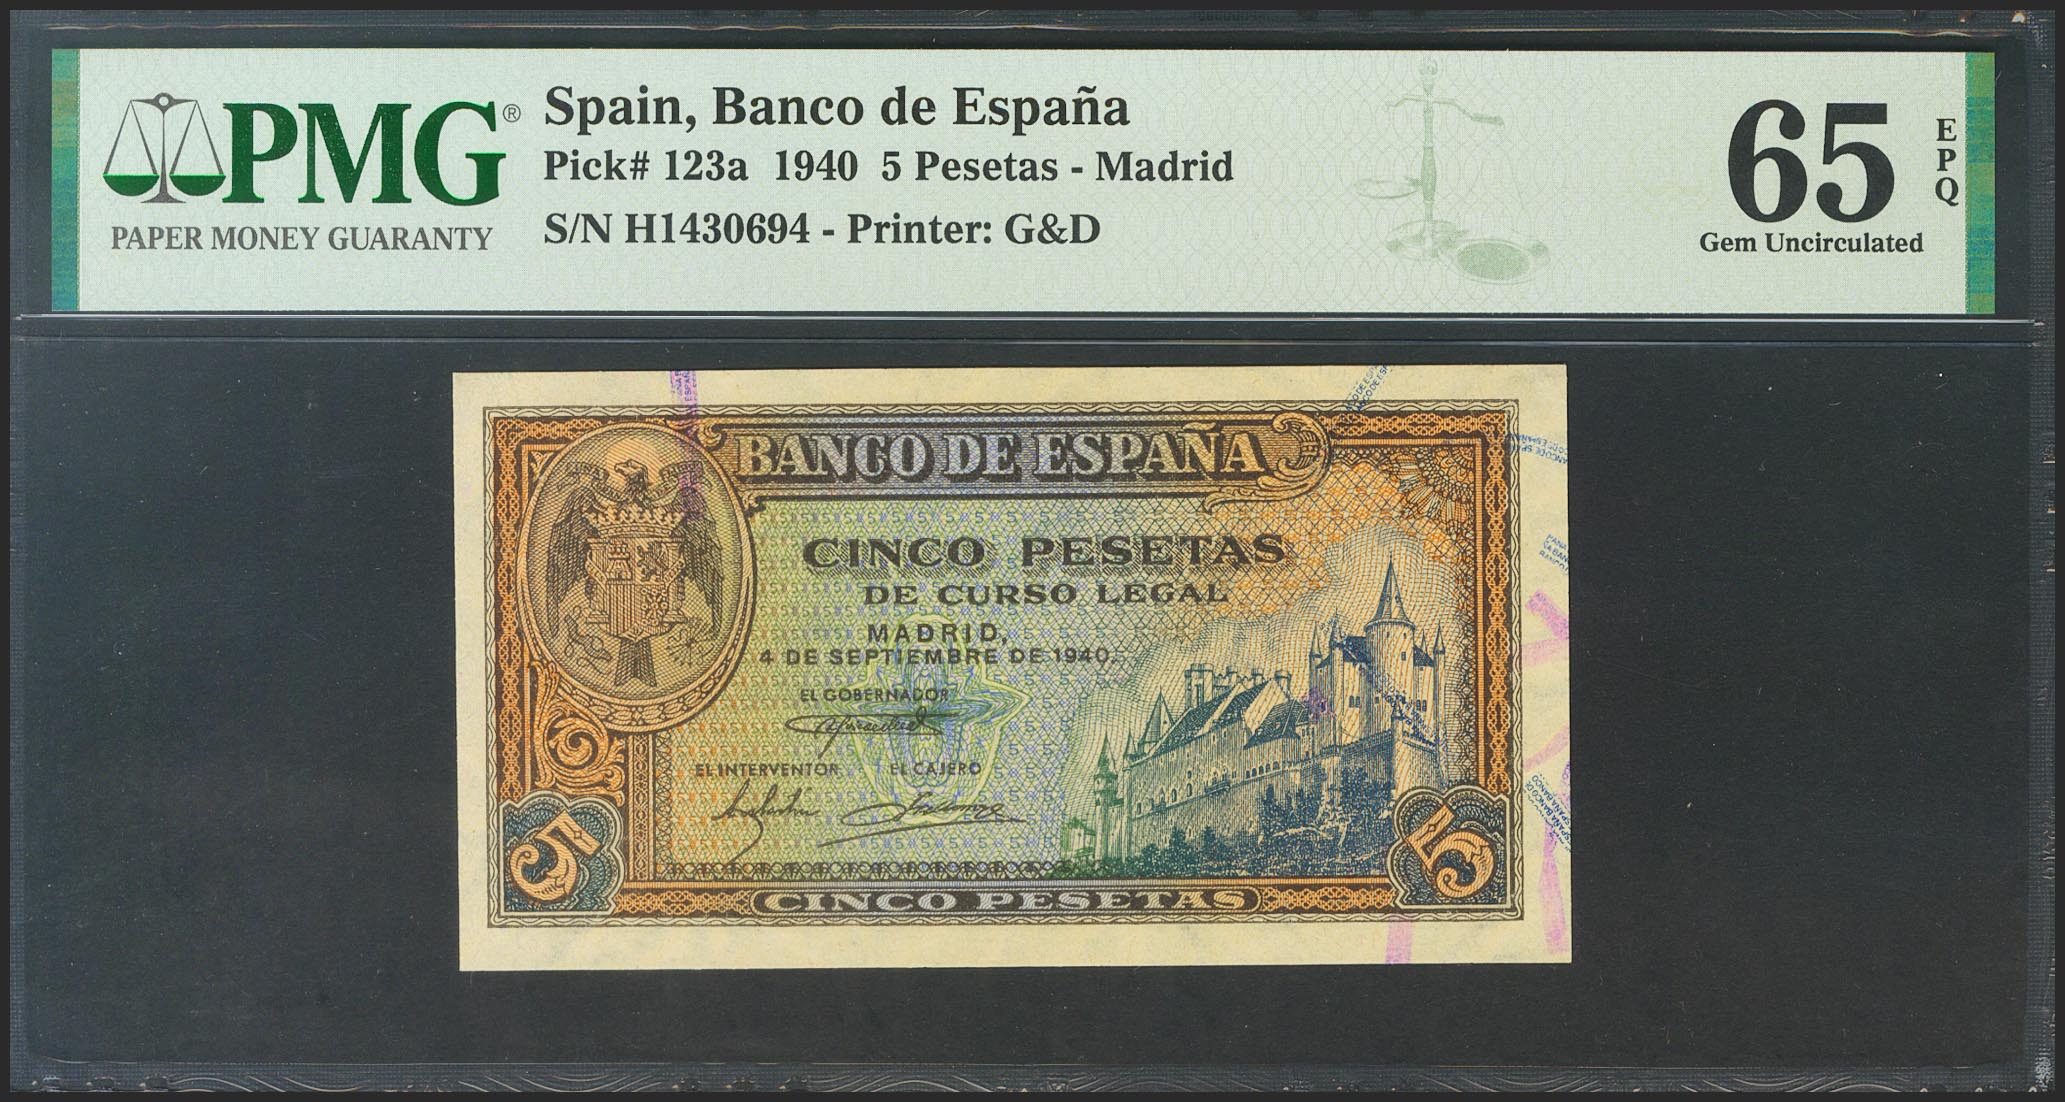 PMG®
PAPER MONEY GUARANTY
Spain, Banco de España
Pick# 123a 1940 5 Pesetas - Madrid
S/N H1430694 - Printer: G&D
65
EPQ
Gem Uncirculated
BANCO DE ESPAÑA
CINCO PESETAS
DE CURSO LEGAL
MADRID,
4 DE SEPTIEMBRE DE 1940.
EL GOBERNADOR
EL INTERVENTOR EL CAJERO
5 5
CINCO PESETAS